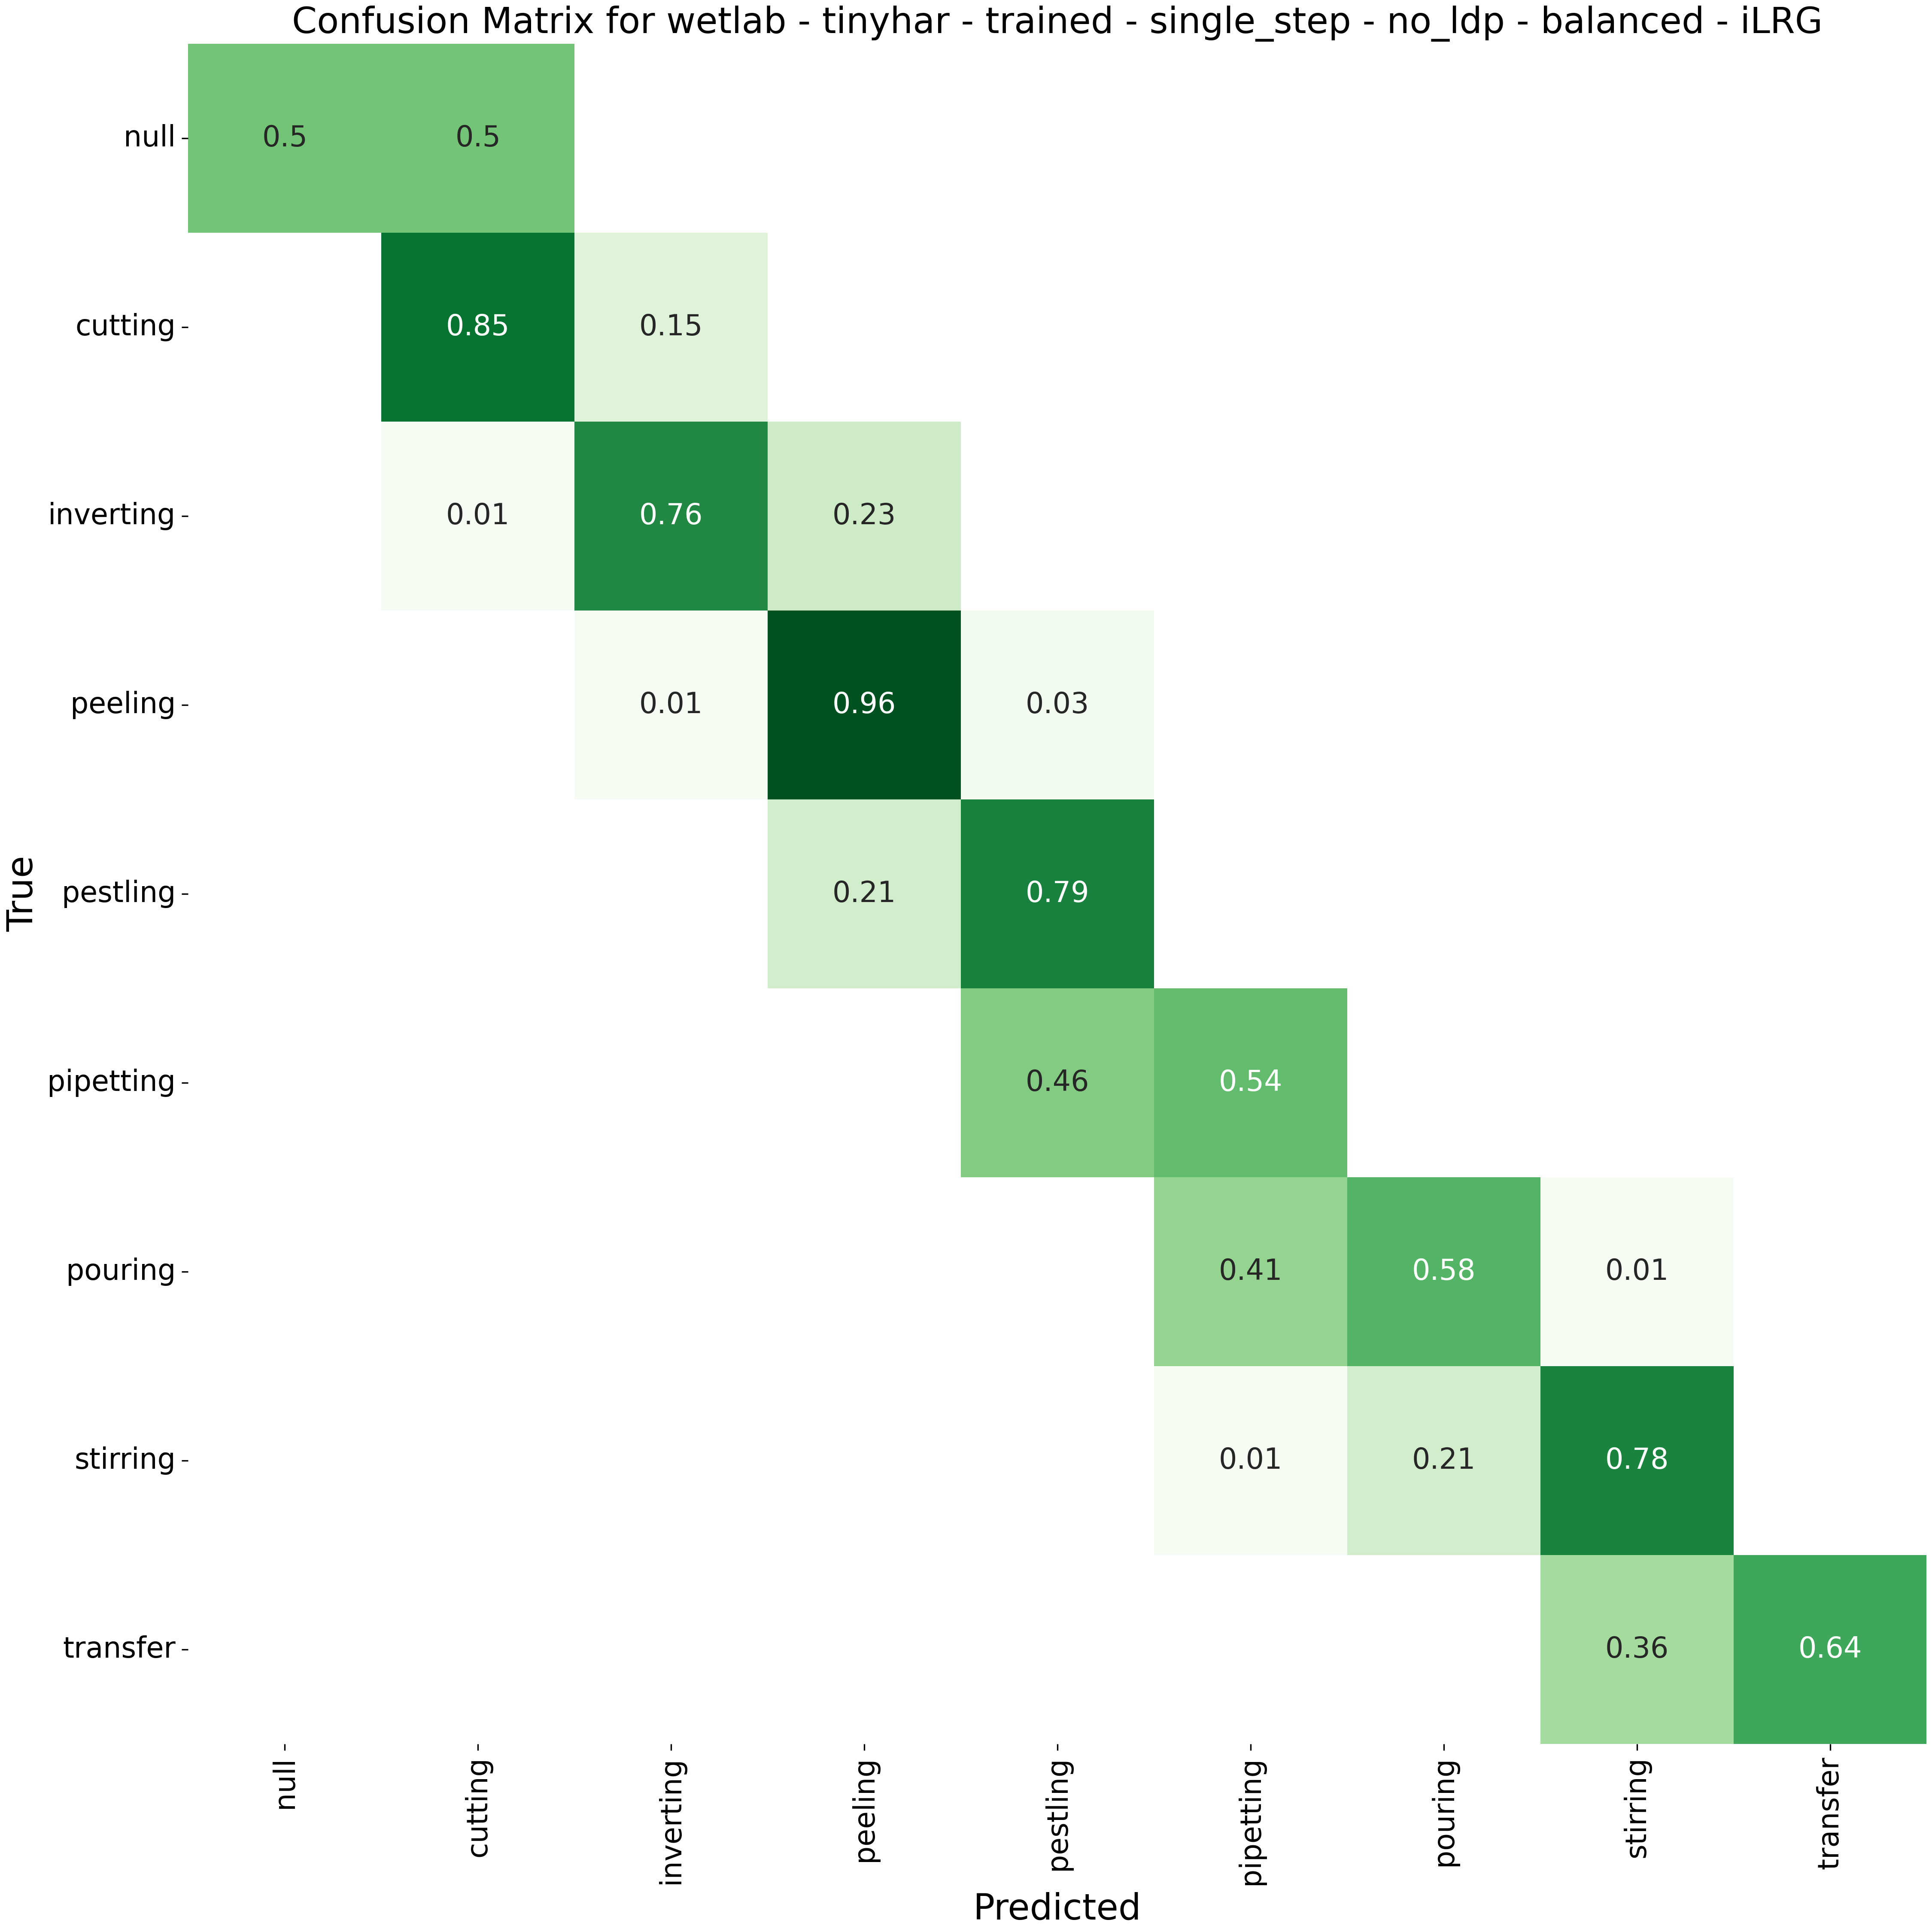 Confusion Matrix for wetlab - tinyhar - trained - single_step - no_ldp - balanced - iLRG
null 0.5 0.5
cutting 0.85 0.15
inverting 0.01 0.76 0.23
peeling 0.01 0.96 0.03
pestling 0.21 0.79
pipetting 0.46 0.54
pouring 0.41 0.58 0.01
stirring 0.01 0.21 0.78
transfer 0.36 0.64
True
null cutting inverting peeling pestling pipetting pouring stirring transfer
Predicted